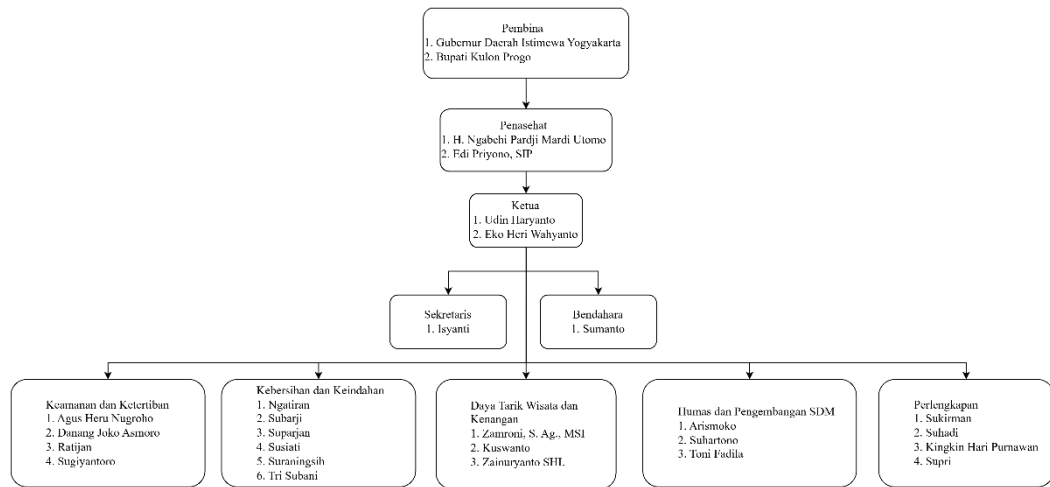 Pembina
1. Gubernur Daerah Istimewa Yogyakarta
2. Bupati Kulon Progo
Penasehat
1. H. Ngabehi Pardji Mardi Utomo
2. Edi Priyono, SIP
Ketua
1. Udin Haryanto
2. Eko Heri Wahyanto
Sekretaris
1. Isyanti
Bendahara
1. Sumanto
Keamanan dan Ketertiban
1. Agus Heru Nugroho
2. Danang Joko Asmoro
3. Ratijan
4. Sugiyantoro
Kebersihan dan Keindahan
1. Ngatiran
2. Subarji
3. Suparjan
4. Susiati
5. Suraningsih
6. Tri Subani
Daya Tarik Wisata dan
Kenangan
1. Zamroni, S. Ag., MSI
2. Kuswanto
3. Zainuryanto SHI.
Humas dan Pengembangan SDM
1. Arismoko
2. Suhartono
3. Toni Fadila
Perlengkapan
1. Sukirman
2. Suhadi
3. Kingkin Hari Purnawan
4. Supri